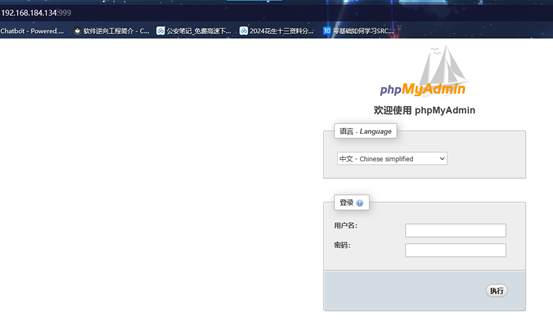 192.168.184.134:999
Chatbot - Powered,... 软件逆向工程简介 - C... 公安笔记_免费高速下... 2024花生十三资料分... 零基础如何学习SRC...
phpMyAdmin
欢迎使用 phpMyAdmin
语言 - Language
中文 - Chinese simplified
登录
用户名:
密码:
执行